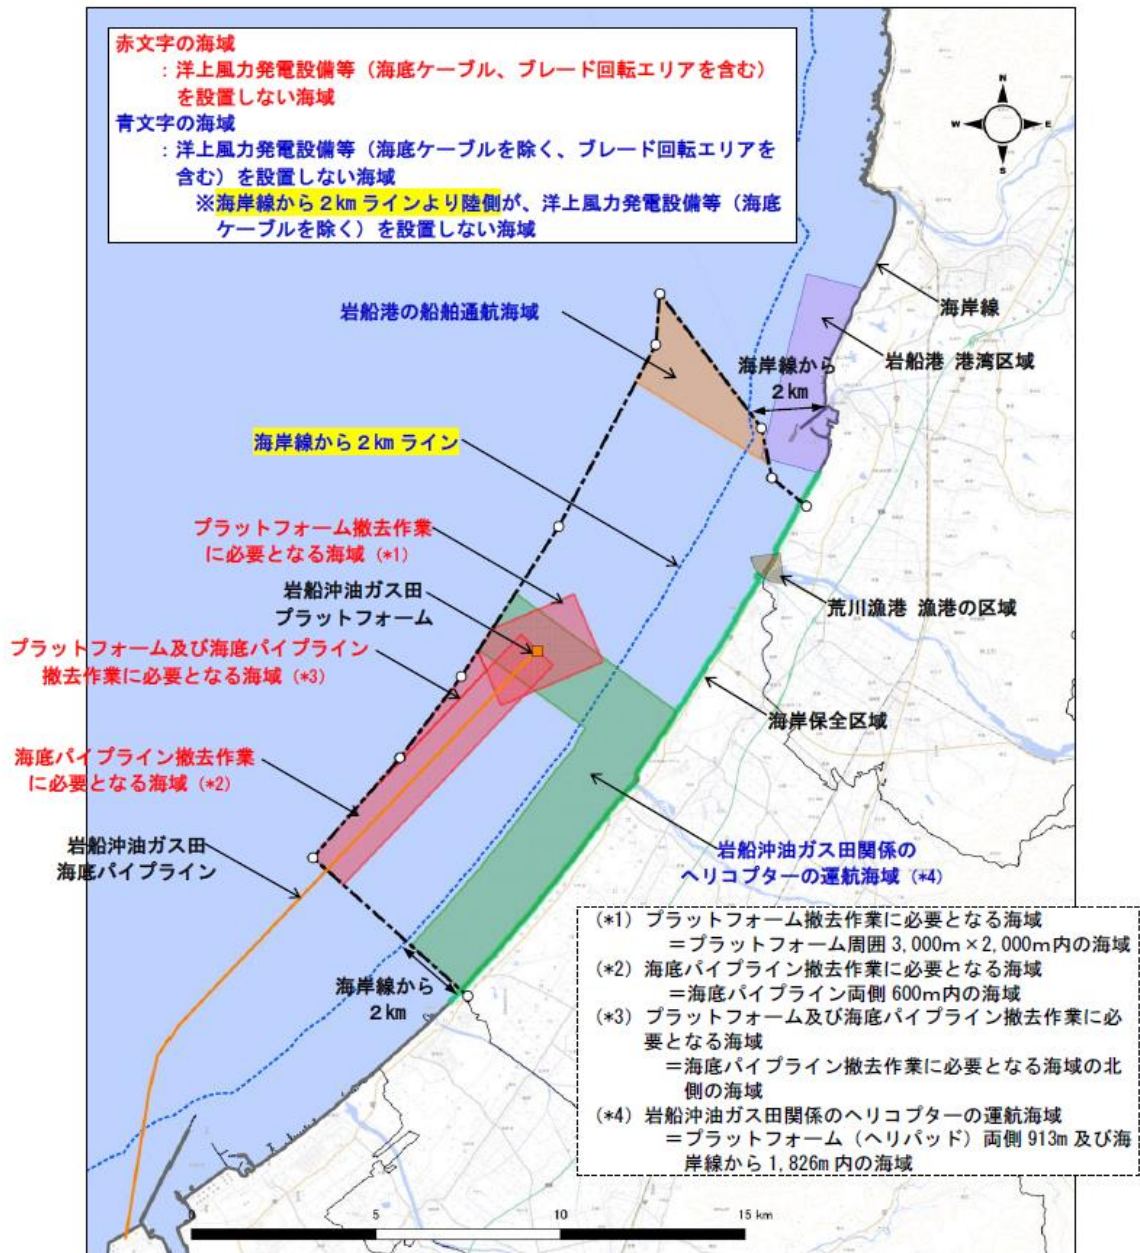 赤文字の海域
：洋上風力発電設備等（海底ケーブル、ブレード回転エリアを含む）
を設置しない海域
青文字の海域
：洋上風力発電設備等（海底ケーブルを除く、ブレード回転エリアを
含む）を設置しない海域
※海岸線から２km ラインより陸側が、洋上風力発電設備等（海底
ケーブルを除く）を設置しない海域
N
W
E
S
岩船港の船舶通航海域
海岸線
岩船港 港湾区域
海岸線から
２km
海岸線から２km ライン
プラットフォーム撤去作業
に必要となる海域 (*1)
岩船沖油ガス田
プラットフォーム
荒川漁港 漁港の区域
プラットフォーム及び海底パイプライン
撤去作業に必要となる海域 (*3)
海岸保全区域
海底パイプライン撤去作業
に必要となる海域 (*2)
岩船沖油ガス田
海底パイプライン
岩船沖油ガス田関係の
ヘリコプターの運航海域 (*4)
海岸線から
２km
(*1) プラットフォーム撤去作業に必要となる海域
＝プラットフォーム周囲 3,000m×2,000m内の海域
(*2) 海底パイプライン撤去作業に必要となる海域
＝海底パイプライン両側 600m内の海域
(*3) プラットフォーム及び海底パイプライン撤去作業に必
要となる海域
＝海底パイプライン撤去作業に必要となる海域の北
側の海域
(*4) 岩船沖油ガス田関係のヘリコプターの運航海域
＝プラットフォーム（ヘリパッド）両側 913m 及び海
岸線から 1,826m 内の海域
0 5 10 15 km